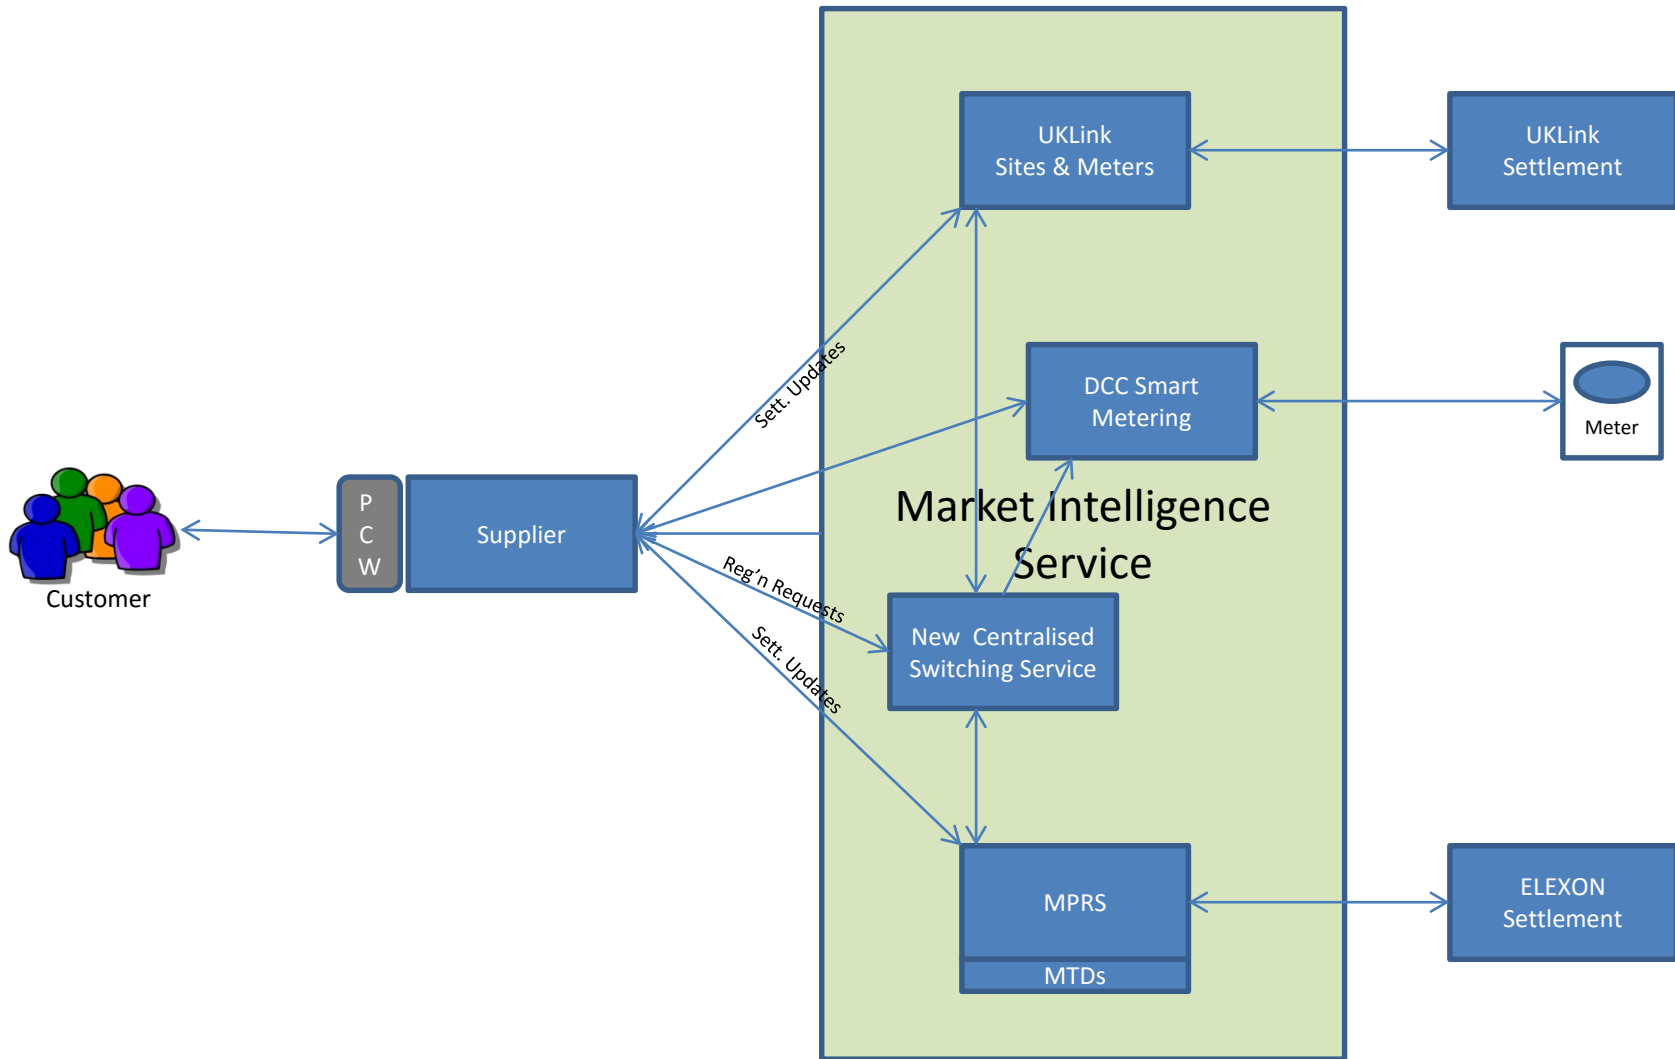 UKLink
Sites & Meters
UKLink
Settlement
Sett. Updates
DCC Smart
Metering
Meter
P
C
W
Supplier
Customer
Market Intelligence
Service
Reg'n Requests
New  Centralised
Switching Service
Sett. Updates
MPRS
MTDs
ELEXON
Settlement